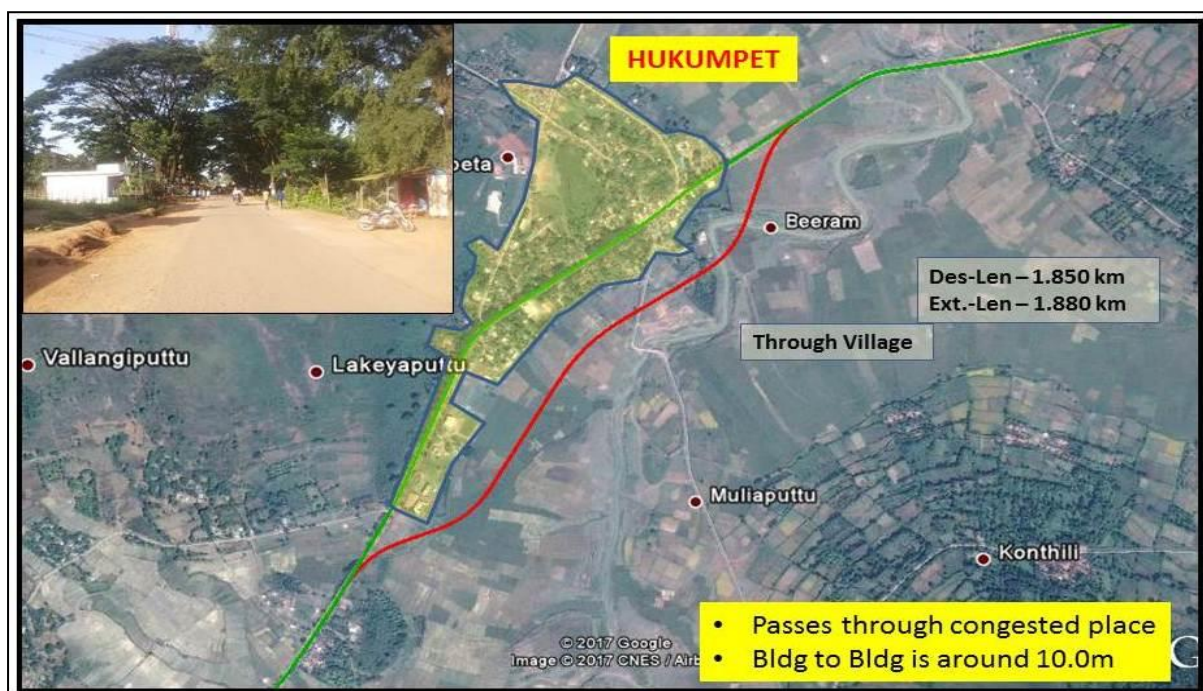 HUKUMPET
peta
Beeram
Des-Len – 1.850 km
Ext.-Len – 1.880 km
Through Village
Vallangiputtu
Lakeyaputtu
Muliaputtu
Konthili
• Passes through congested place
• Bldg to Bldg is around 10.0m
© 2017 Google
Image © 2017 CNES / Airb
G